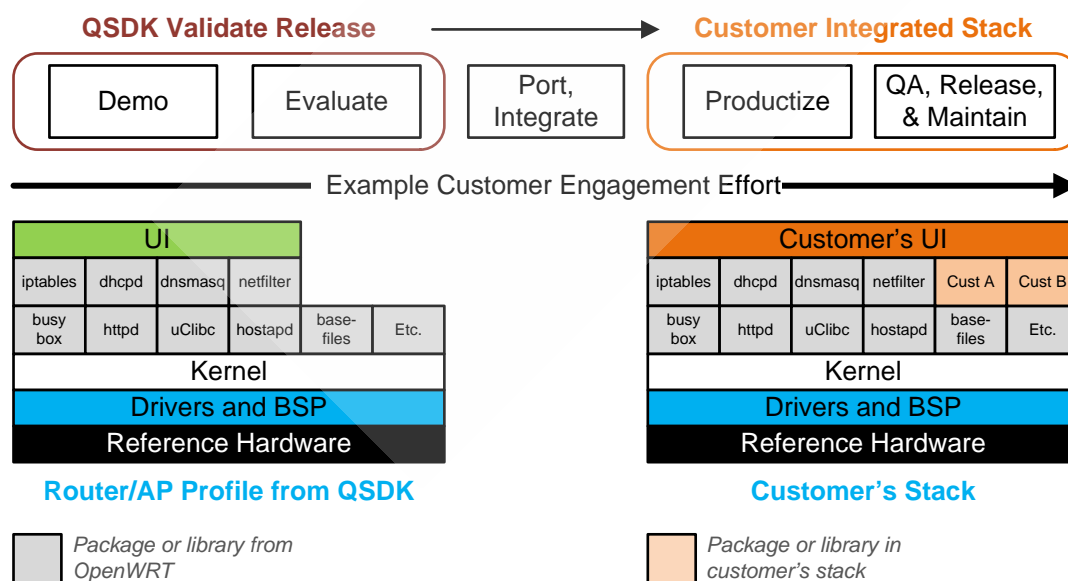 QSDK Validate Release
Customer Integrated Stack
Demo
Evaluate
Port,
Integrate
Productize
QA, Release,
& Maintain
Example Customer Engagement Effort
UI
iptables dhcpd dnsmasq netfilter
busy
box
httpd uClibc hostapd
base-
files
Etc.
Kernel
Drivers and BSP
Reference Hardware
Router/AP Profile from QSDK
Package or library from
OpenWRT
Customer's UI
iptables dhcpd dnsmasq netfilter Cust A Cust B
busy
box
httpd uClibc hostapd
base-
files
Etc.
Kernel
Drivers and BSP
Reference Hardware
Customer's Stack
Package or library in
customer's stack